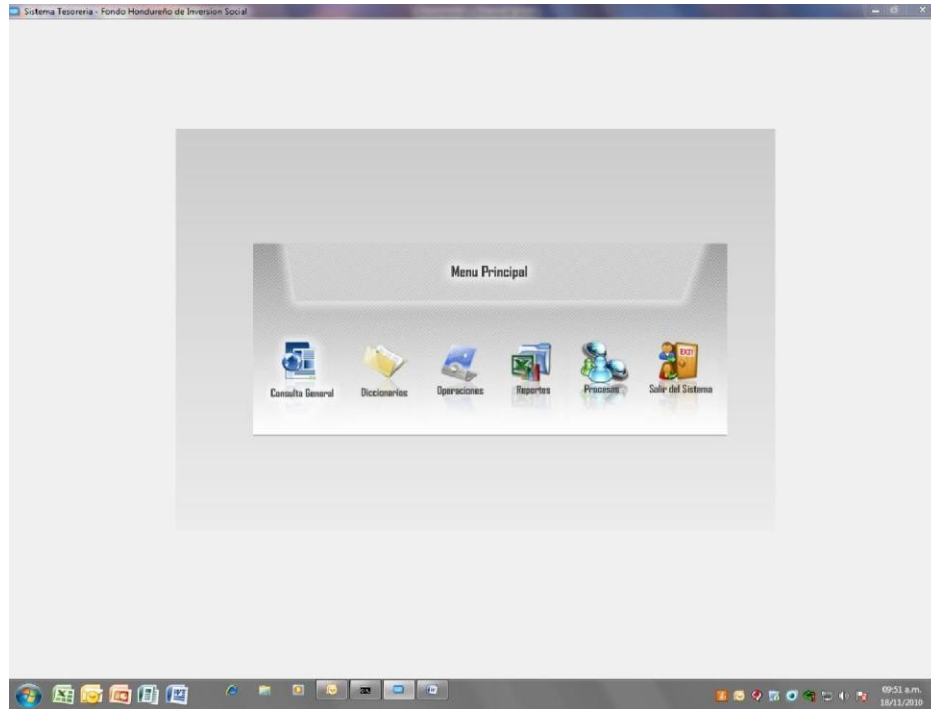 Sistema Tesoreria - Fondo Hondureño de Inversion Social
Menu Principal
Consulta General
Diccionarios
Operaciones
Reportes
Procesos
EXIT
Salir del Sistema
09:51 a.m.
18/11/2010